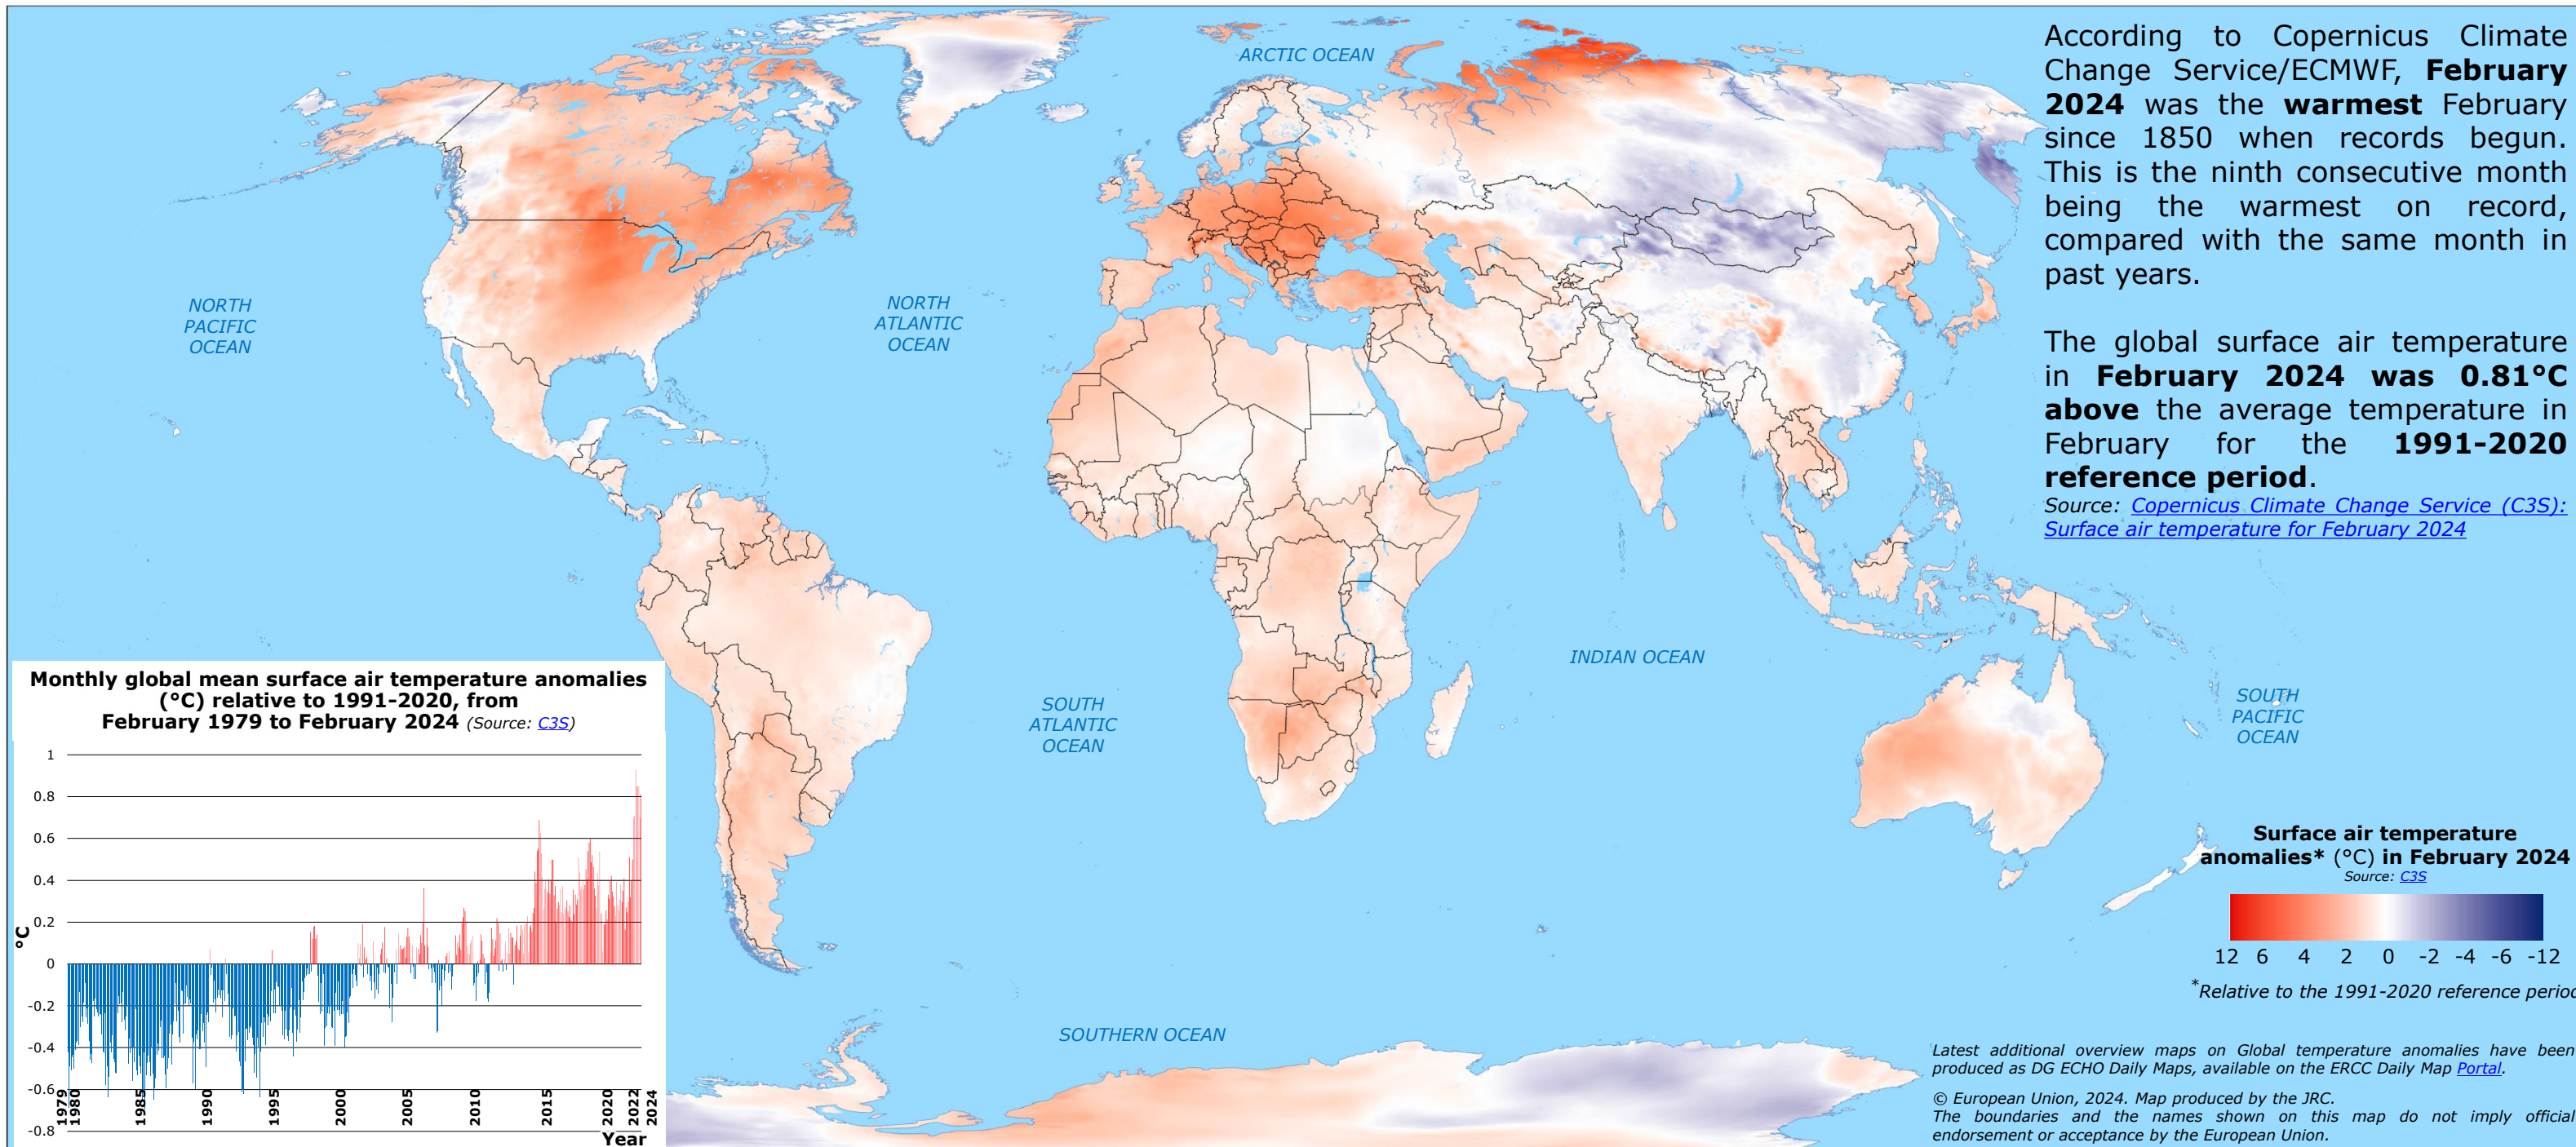 According to Copernicus Climate
Change Service/ECMWF, February
2024 was the warmest February
since 1850 when records begun.
This is the ninth consecutive month
being the warmest on record,
compared with the same month in
past years.
The global surface air temperature
in February 2024 was 0.81°C
above the average temperature in
February for the 1991-2020
reference period.
Source: Copernicus Climate Change Service (C3S):
Surface air temperature for February 2024
ARCTIC OCEAN
NORTH
PACIFIC
OCEAN
NORTH
ATLANTIC
OCEAN
INDIAN OCEAN
SOUTH
ATLANTIC
OCEAN
SOUTH
PACIFIC
OCEAN
SOUTHERN OCEAN
Monthly global mean surface air temperature anomalies
(°C) relative to 1991-2020, from
February 1979 to February 2024 (Source: C3S)
1
0.8
0.6
0.4
0.2
0
-0.2
-0.4
-0.6
-0.8
°C
1979
1980
1985
1990
1995
2000
2005
2010
2015
2020
2022
2024
Year
Surface air temperature
anomalies* (°C) in February 2024
Source: C3S
12 6 4 2 0 -2 -4 -6 -12
*Relative to the 1991-2020 reference period
Latest additional overview maps on Global temperature anomalies have been
produced as DG ECHO Daily Maps, available on the ERCC Daily Map Portal.
© European Union, 2024. Map produced by the JRC.
The boundaries and the names shown on this map do not imply official
endorsement or acceptance by the European Union.